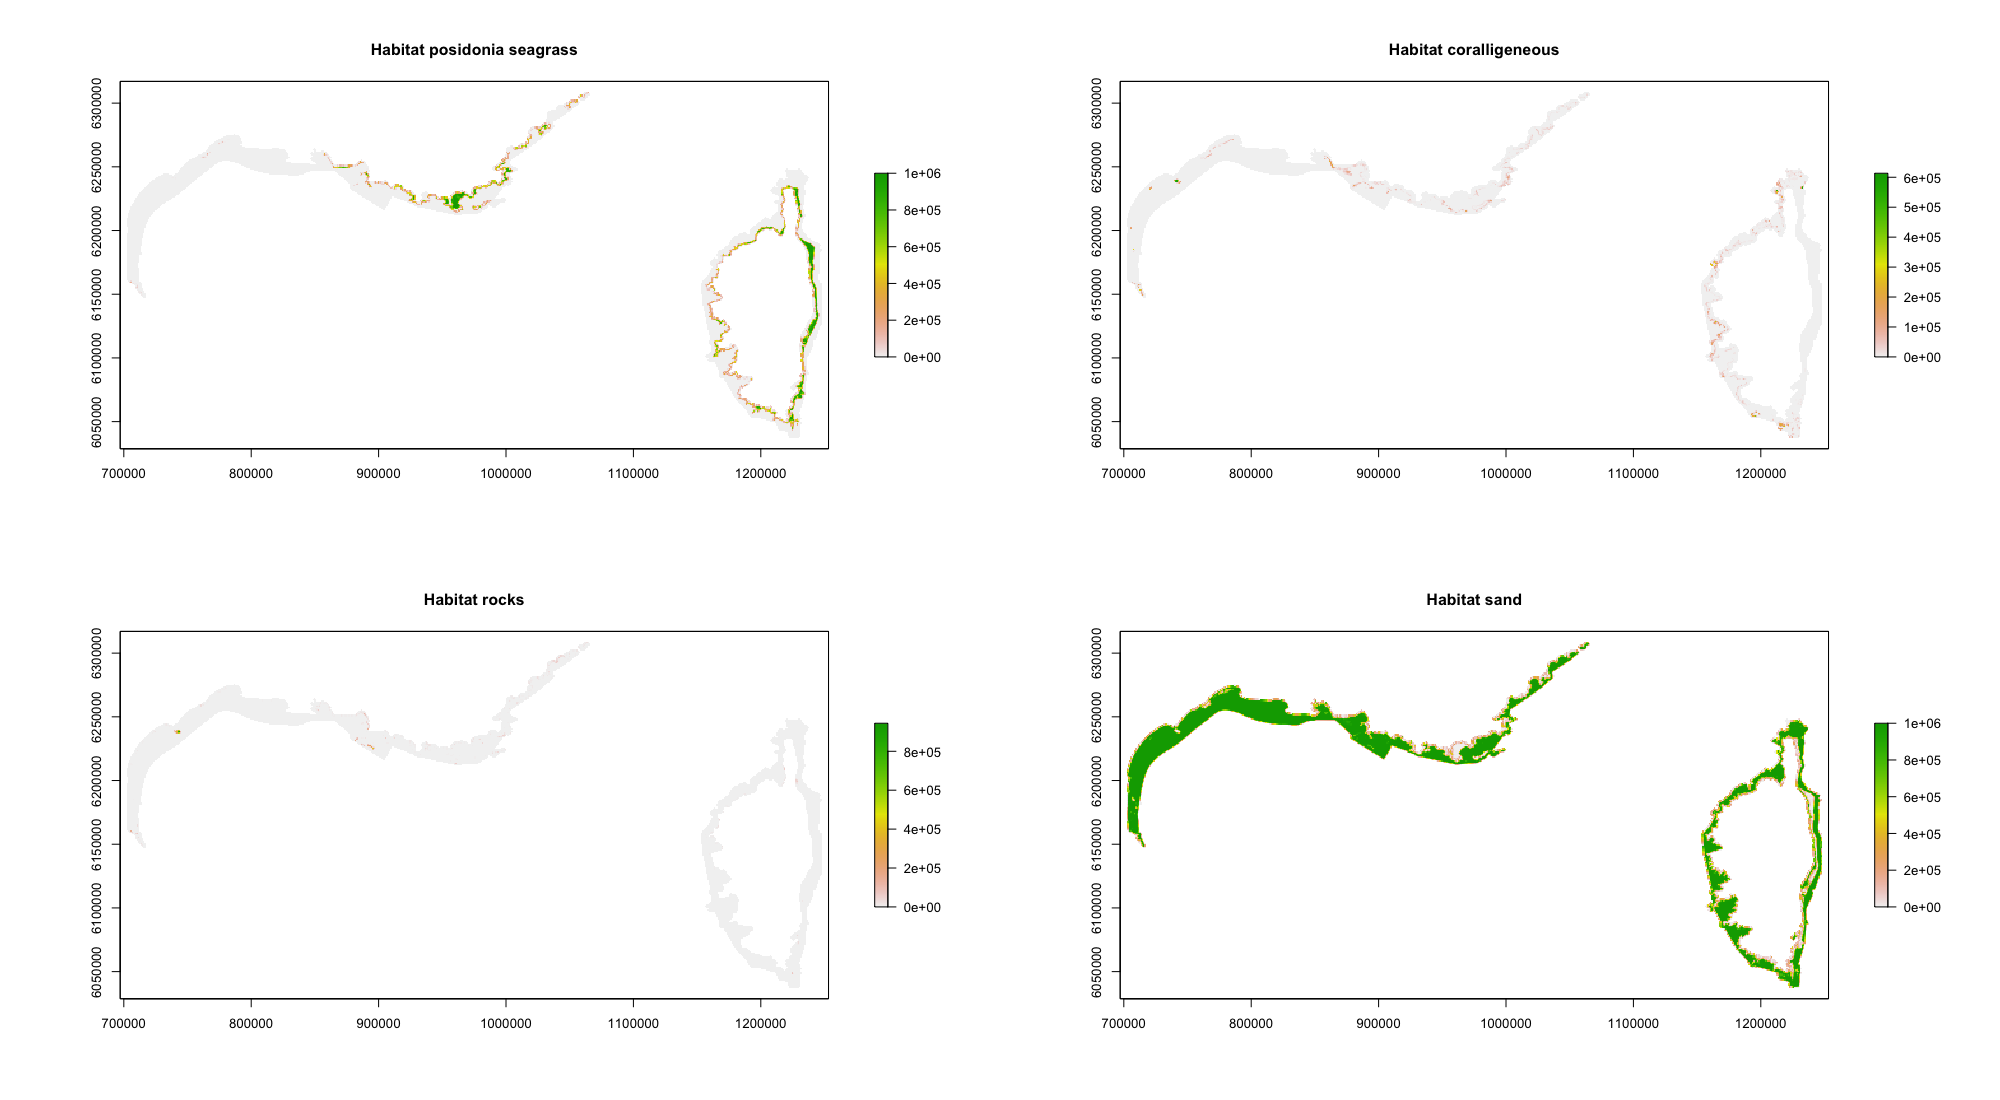 Habitat posidonia seagrass
6300000
6250000
6200000
6150000
6100000
6050000
700000 800000 900000 1000000 1100000 1200000
1e+06
8e+05
6e+05
4e+05
2e+05
0e+00
Habitat coralligeneous
6300000
6250000
6200000
6150000
6100000
6050000
700000 800000 900000 1000000 1100000 1200000
6e+05
5e+05
4e+05
3e+05
2e+05
1e+05
0e+00
Habitat rocks
6300000
6250000
6200000
6150000
6100000
6050000
700000 800000 900000 1000000 1100000 1200000
8e+05
6e+05
4e+05
2e+05
0e+00
Habitat sand
6300000
6250000
6200000
6150000
6100000
6050000
700000 800000 900000 1000000 1100000 1200000
1e+06
8e+05
6e+05
4e+05
2e+05
0e+00